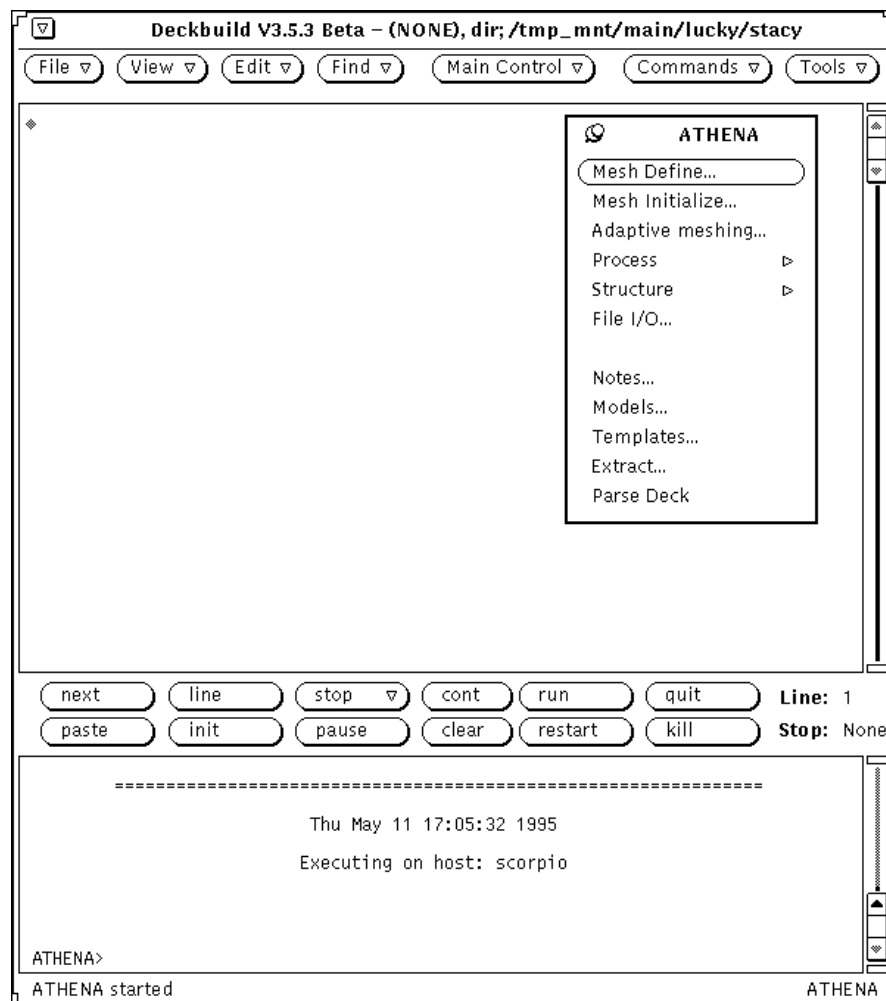 Deckbuild V3.5.3 Beta – (NONE), dir; /tmp_mnt/main/lucky/stacy
File View Edit Find Main Control Commands Tools
ATHENA
Mesh Define...
Mesh Initialize...
Adaptive meshing...
Process
Structure
File I/O...
Notes...
Models...
Templates...
Extract...
Parse Deck
next line stop cont run quit Line: 1
paste init pause clear restart kill Stop: None
=================================================================
Thu May 11 17:05:32 1995
Executing on host: scorpio
ATHENA>
ATHENA started ATHENA